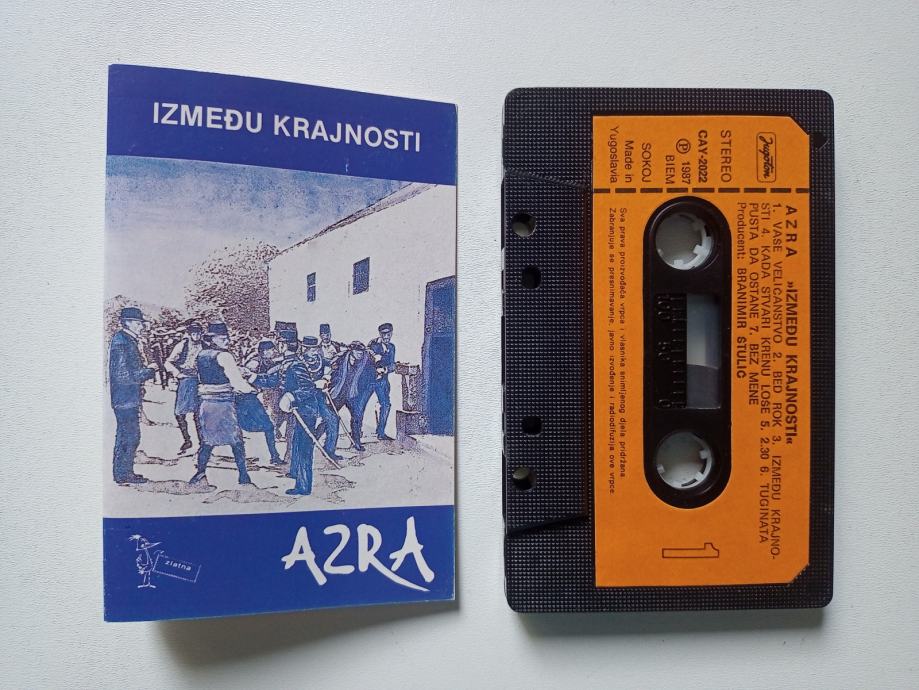 IZMEĐU KRAJNOSTI
zlatna
AZRA
Jugoton
STEREO
CAY-2022
Ⓟ 1987
BIEM
SOKOJ
Made in
Yugoslavia
AZRA »IZMEĐU KRAJNOSTI«
1. VAŠE VELIČANSTVO 2. BED ROK 3. IZMEĐU KRAJNO-
STI 4. KADA STVARI KRENU LOŠE 5. 2.30 6. TUGINATA
PUSTA DA OSTANE 7. BEZ MENE
Producent: BRANIMIR ŠTULIĆ
Sva prava proizvođača vrpce i vlasnika snimljenog djela pridržana.
Zabranjuje se presnimavanje, javno izvođenje i radiodifuzija ove vrpce.
1